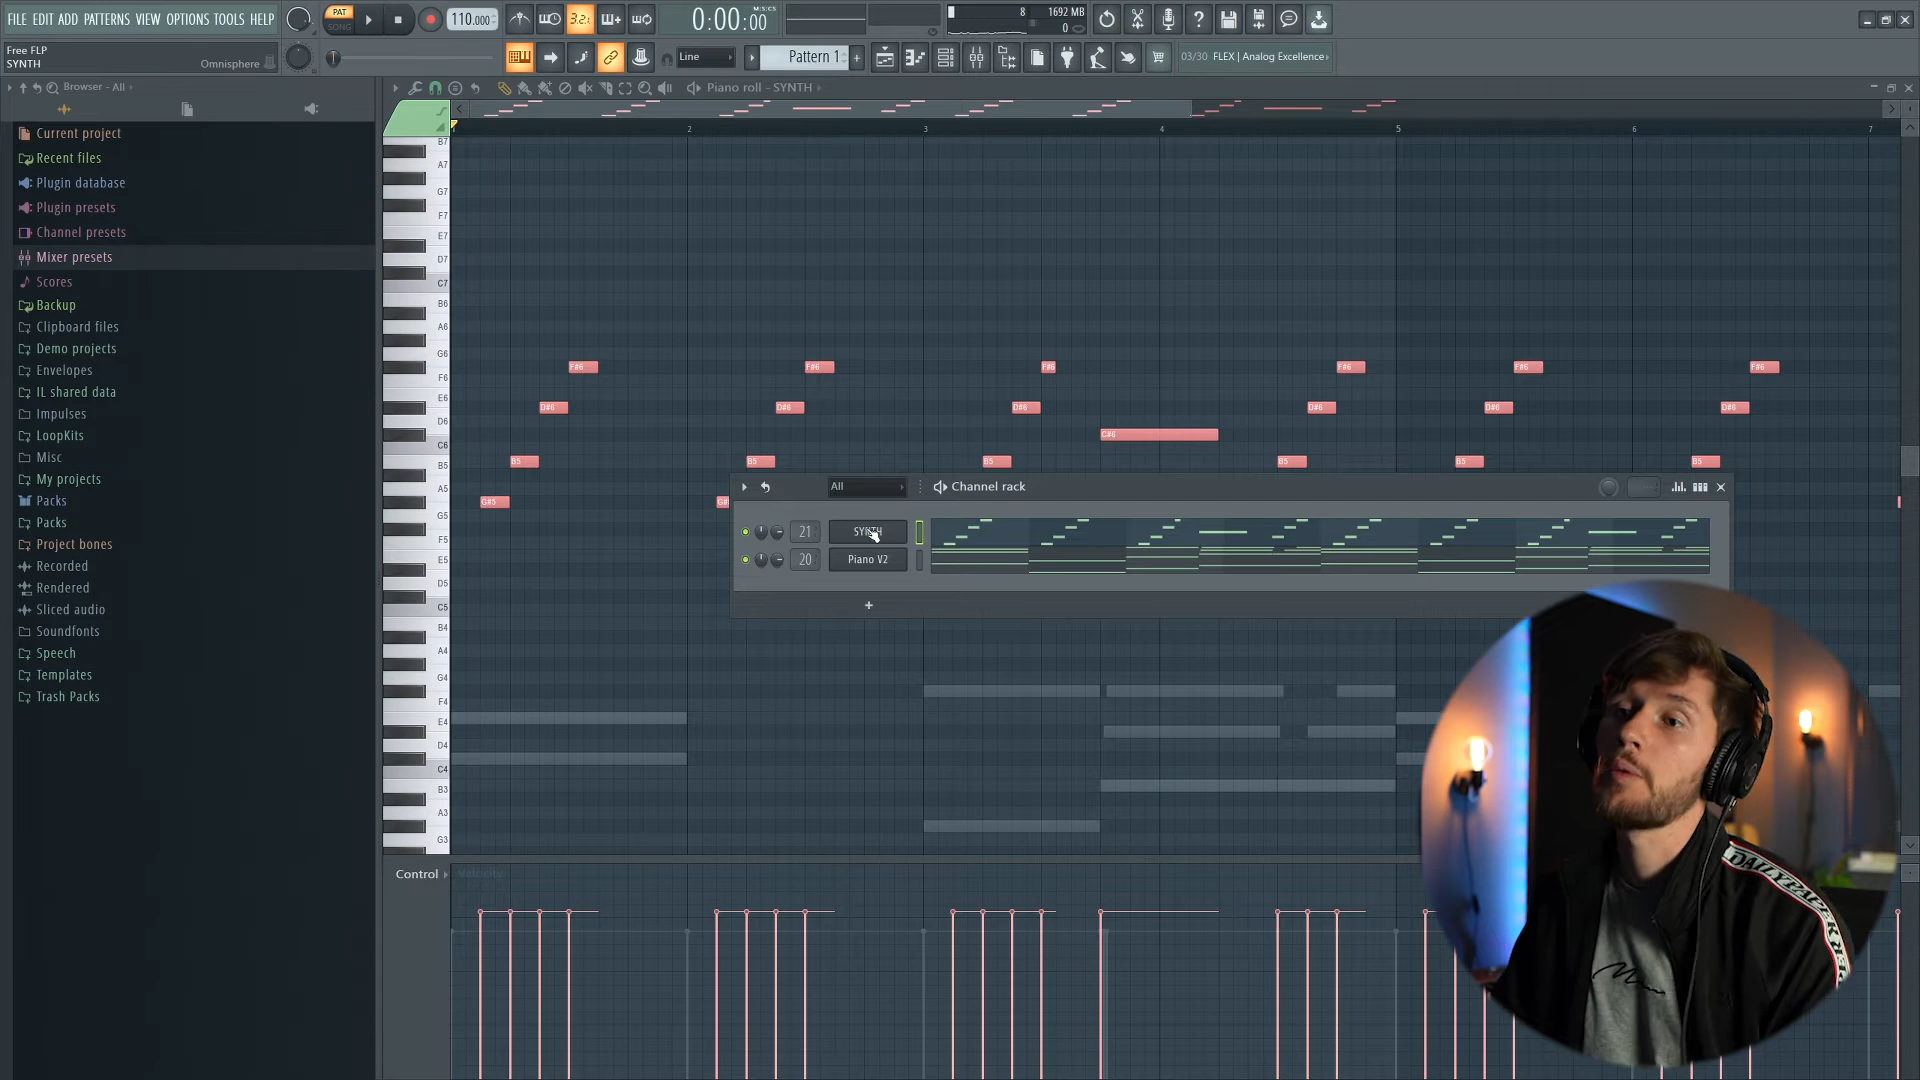 FILE EDIT ADD PATTERNS VIEW OPTIONS TOOLS HELP
PAT
SONG
110.000
3.2:
0:00:00
M:S:CS
8
1692 MB
0
Free FLP
SYNTH
Omnisphere
Line
Pattern 1
03/30 FLEX | Analog Excellence
Browser - All
Piano roll - SYNTH
Current project
Recent files
Plugin database
Plugin presets
Channel presets
Mixer presets
Scores
Backup
Clipboard files
Demo projects
Envelopes
IL shared data
Impulses
LoopKits
Misc
My projects
Packs
Packs
Project bones
Recorded
Rendered
Sliced audio
Soundfonts
Speech
Templates
Trash Packs
2 3 4 5 6 7
B7
A7
G7
F7
E7
D7
C7
B6
A6
G6
F6
E6
D6
C6
B5
A5
G5
F5
E5
D5
C5
B4
A4
G4
F4
E4
D4
C4
B3
A3
G3
F#6 F#6 F#6 F#6 F#6 F#6
D#6 D#6 D#6 D#6 D#6 D#6
C#6
B5 B5 B5 B5 B5 B5
G#5 G#
All
Channel rack
21 SYNTH
20 Piano V2
+
Control
Velocity
DAILY PAPER